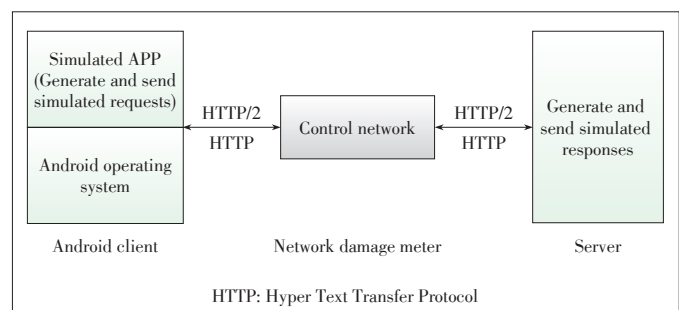 Simulated APP
(Generate and send
simulated requests)
Android operating
system
HTTP/2
HTTP
Control network
HTTP/2
HTTP
Generate and
send simulated
responses
Android client
Network damage meter
Server
HTTP: Hyper Text Transfer Protocol